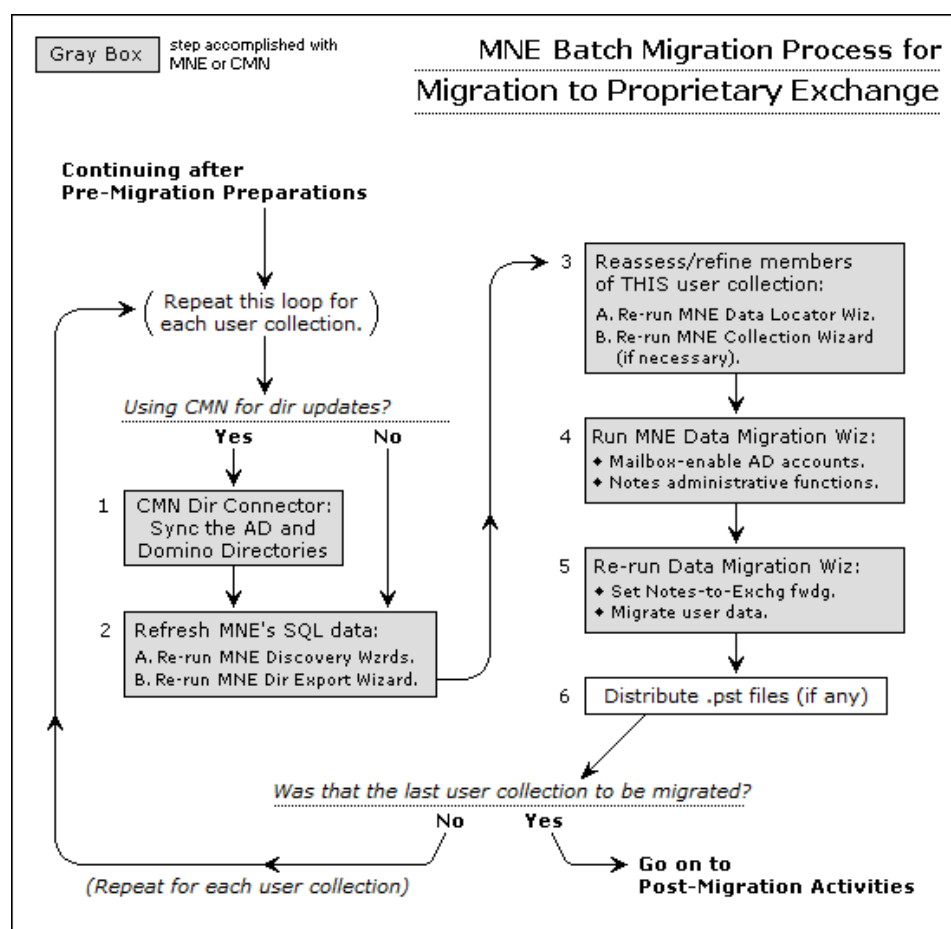 Gray Box
step accomplished with
MNE or CMN
MNE Batch Migration Process for
Migration to Proprietary Exchange
Continuing after
Pre-Migration Preparations
(Repeat this loop for
each user collection.)
Using CMN for dir updates?
Yes
No
1
CMN Dir Connector:
Sync the AD and
Domino Directories
2
Refresh MNE's SQL data:
A. Re-run MNE Discovery Wzrds.
B. Re-run MNE Dir Export Wizard.
3
Reassess/refine members
of THIS user collection:
A. Re-run MNE Data Locator Wiz.
B. Re-run MNE Collection Wizard
(if necessary).
4
Run MNE Data Migration Wiz:
◆ Mailbox-enable AD accounts.
◆ Notes administrative functions.
5
Re-run Data Migration Wiz:
◆ Set Notes-to-Exchg fwdg.
◆ Migrate user data.
6
Distribute .pst files (if any)
Was that the last user collection to be migrated?
No
Yes
(Repeat for each user collection)
Go on to
Post-Migration Activities